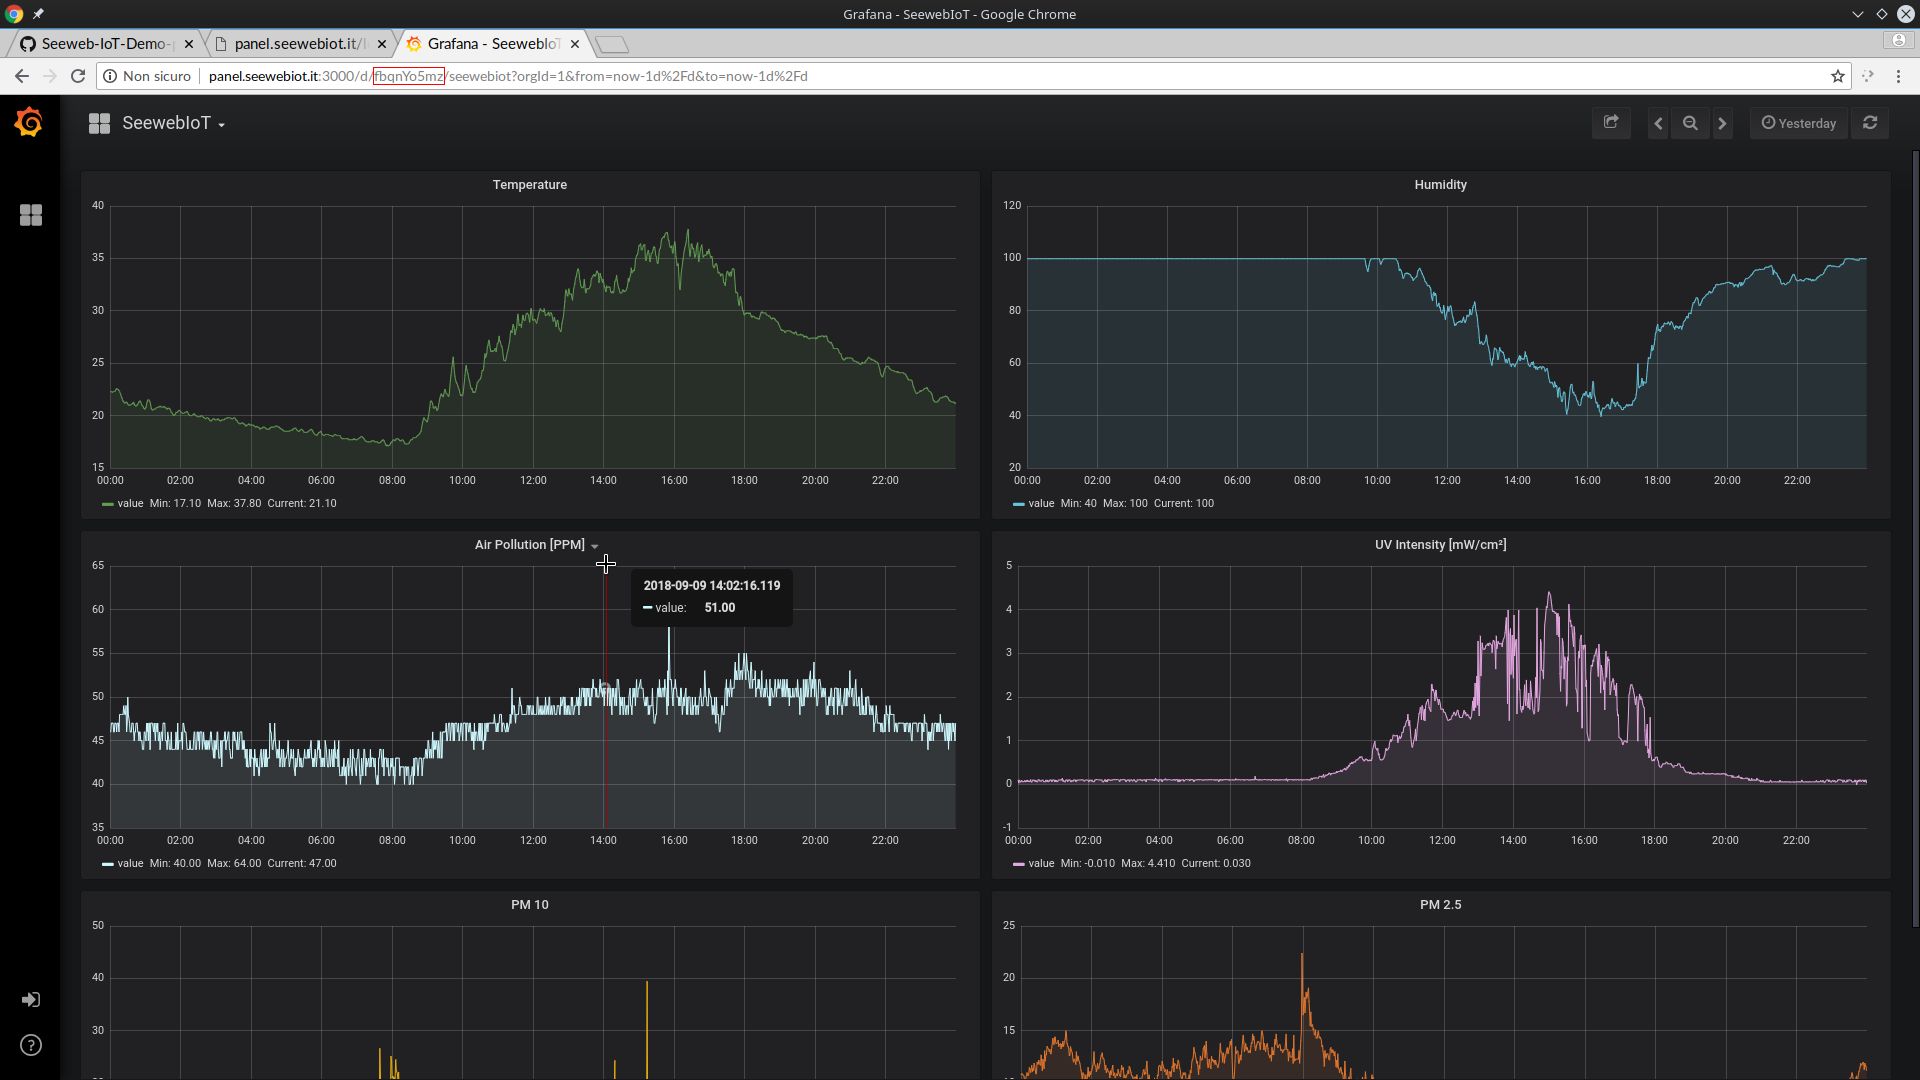 Grafana - SeewebIoT - Google Chrome
Seeweb-IoT-Demo-
panel.seewebiot.it/
Grafana - SeewebIoT
Non sicuro
panel.seewebiot.it:3000/d/fbqnYo5mz/seewebiot?orgId=1&from=now-1d%2Fd&to=now-1d%2Fd
SeewebIoT
Yesterday
Temperature
40
35
30
25
20
15
00:00 02:00 04:00 06:00 08:00 10:00 12:00 14:00 16:00 18:00 20:00 22:00
value Min: 17.10 Max: 37.80 Current: 21.10
Humidity
120
100
80
60
40
20
00:00 02:00 04:00 06:00 08:00 10:00 12:00 14:00 16:00 18:00 20:00 22:00
value Min: 40 Max: 100 Current: 100
Air Pollution [PPM]
65
60
55
50
45
40
35
2018-09-09 14:02:16.119
value: 51.00
00:00 02:00 04:00 06:00 08:00 10:00 12:00 14:00 16:00 18:00 20:00 22:00
value Min: 40.00 Max: 64.00 Current: 47.00
UV Intensity [mW/cm²]
5
4
3
2
1
0
-1
00:00 02:00 04:00 06:00 08:00 10:00 12:00 14:00 16:00 18:00 20:00 22:00
value Min: -0.010 Max: 4.410 Current: 0.030
PM 10
50
40
30
PM 2.5
25
20
15